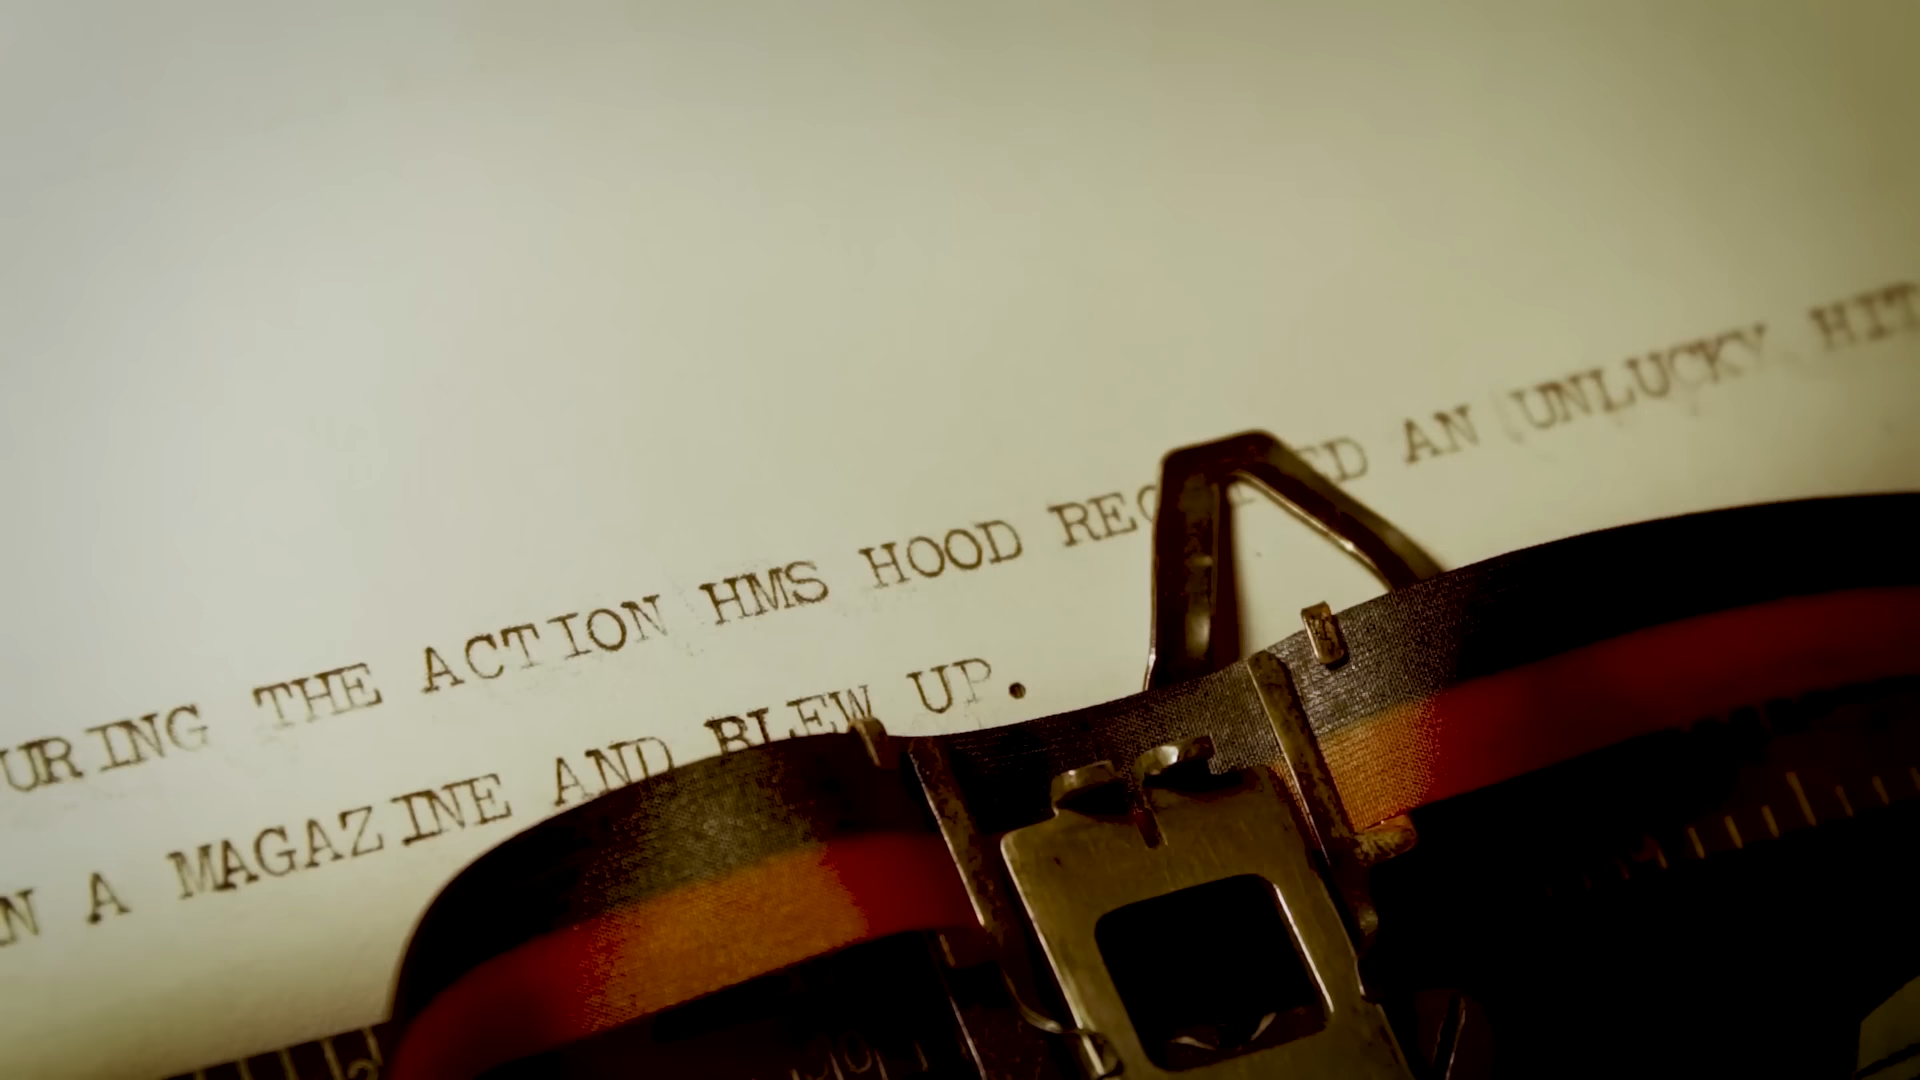 URING THE ACTION HMS HOOD AN UNLUCKY HIT
N A MAGAZINE AND BLEW UP.